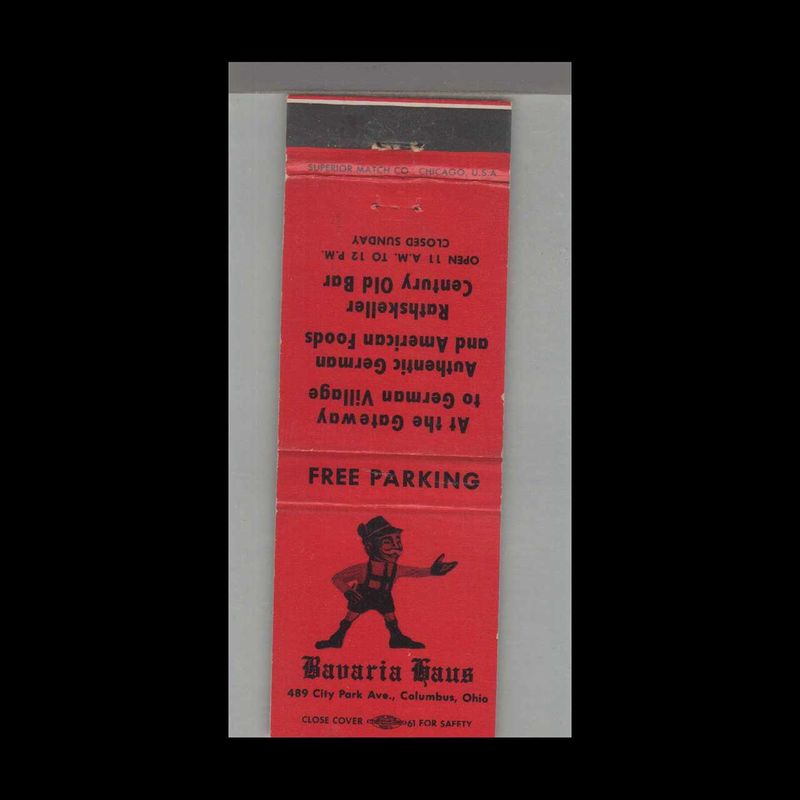 SUPERIOR MATCH CO. CHICAGO, U.S.A.
At the Gateway
to German Village
Authentic German
and American Foods
Rathskeller
Century Old Bar
OPEN 11 A.M. TO 12 P.M.
CLOSED SUNDAY
FREE PARKING
Bavaria Haus
489 City Park Ave., Columbus, Ohio
CLOSE COVER 61 FOR SAFETY